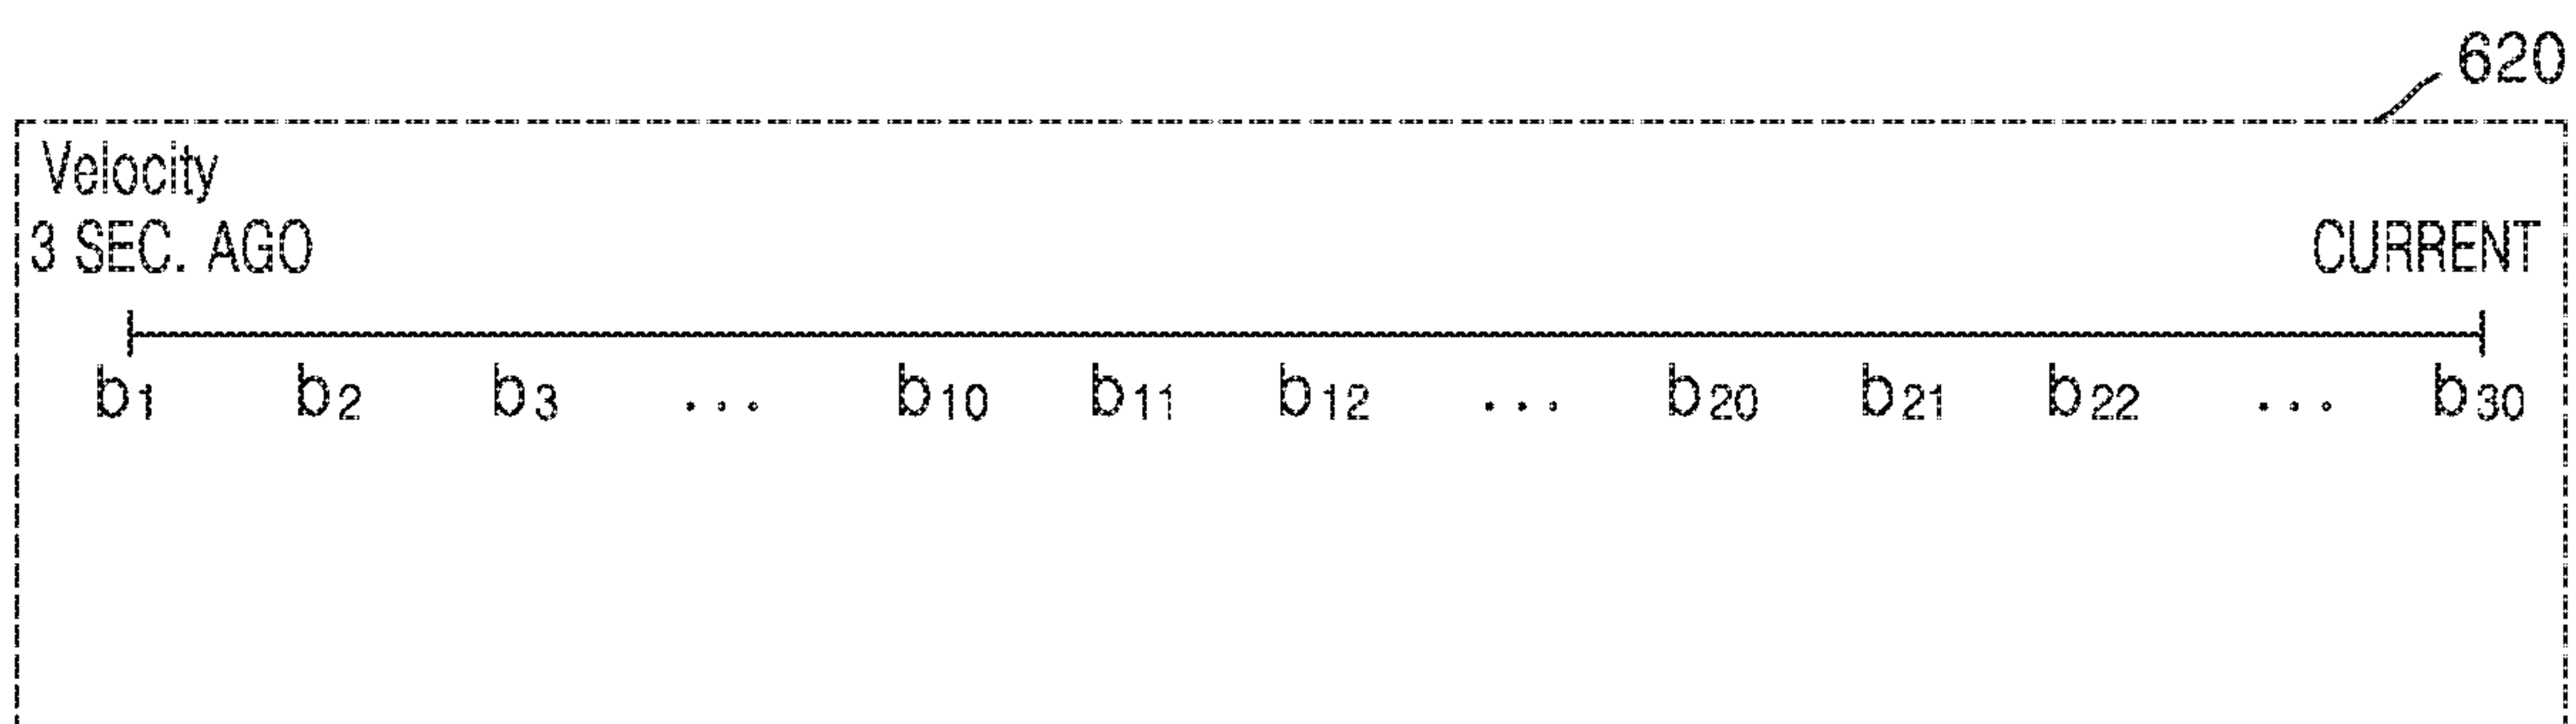 620
Velocity
3 SEC. AGO CURRENT
b1 b2 b3 ... b10 b11 b12 ... b20 b21 b22 ... b30